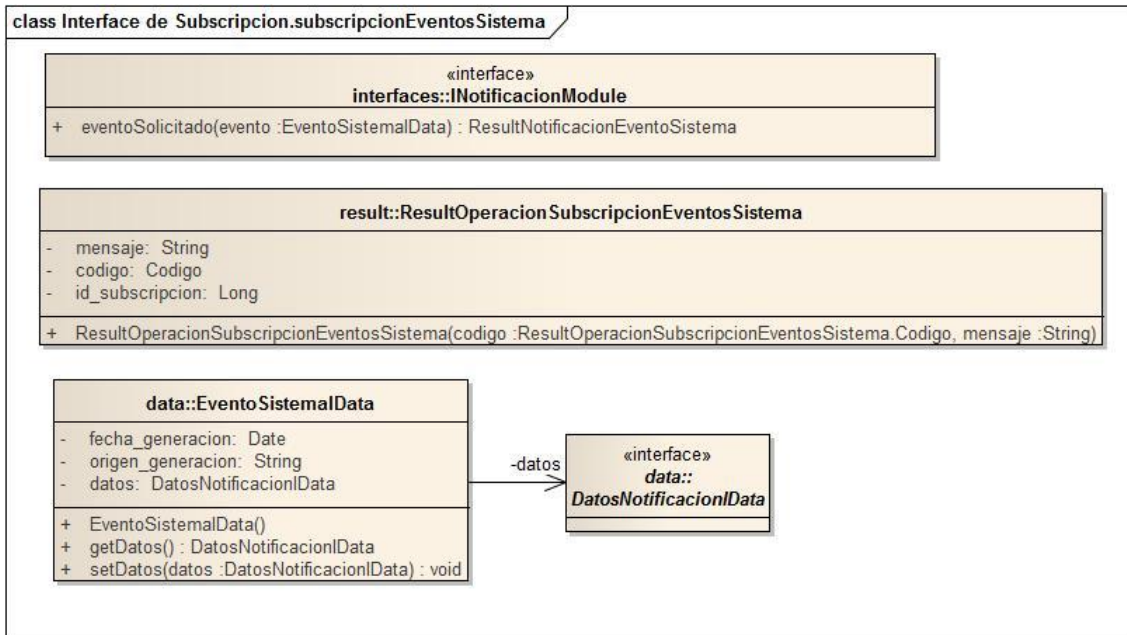 class Interface de Subscripcion.subscripcionEventosSistema
«interface»
interfaces::INotificacionModule
+ eventoSolicitado(evento :EventoSistemaIData) : ResultNotificacionEventoSistema
result::ResultOperacionSubscripcionEventosSistema
- mensaje: String
- codigo: Codigo
- id_subscripcion: Long
+ ResultOperacionSubscripcionEventosSistema(codigo :ResultOperacionSubscripcionEventosSistema.Codigo, mensaje :String)
data::EventoSistemaIData
- fecha_generacion: Date
- origen_generacion: String
- datos: DatosNotificacionIData
+ EventoSistemaIData()
+ getDatos() : DatosNotificacionIData
+ setDatos(datos :DatosNotificacionIData) : void
-datos
«interface»
data::
DatosNotificacionIData